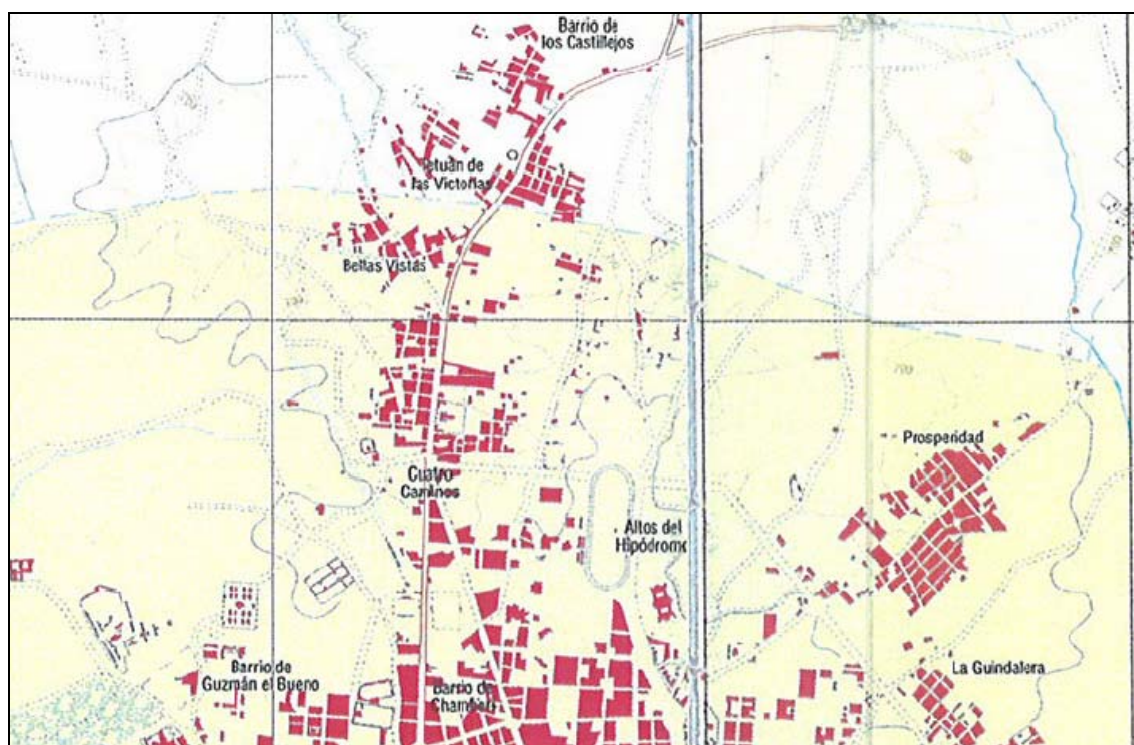 Barrio de
los Castillejos
Tetuán de
las Victorias
Bellas Vistas
700
Prosperidad
Cuatro
Caminos
Altos del
Hipódromo
Barrio de
Guzmán el Bueno
Barrio de
Chamberí
La Guindalera